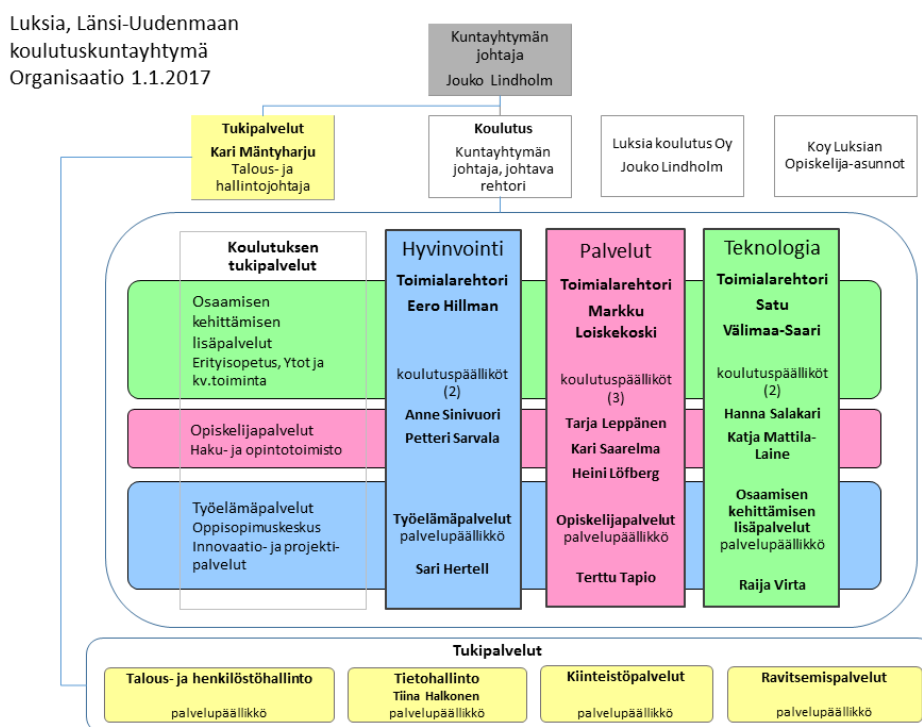 Luksia, Länsi-Uudenmaan
koulutuskuntayhtymä
Organisaatio 1.1.2017
Kuntayhtymän
johtaja
Jouko Lindholm
Tukipalvelut
Kari Mäntyharju
Talous- ja
hallintojohtaja
Koulutus
Kuntayhtymän
johtaja, johtava
rehtori
Luksia koulutus Oy
Jouko Lindholm
Koy Luksian
Opiskelija-asunnot
Koulutuksen
tukipalvelut
Osaamisen
kehittämisen
lisäpalvelut
Erityisopetus, Ytot ja
kv.toiminta
Opiskelijapalvelut
Haku- ja opintotoimisto
Työelämäpalvelut
Oppisopimuskeskus
Innovaatio- ja projekti-
palvelut
Hyvinvointi
Toimialarehtori
Eero Hillman
koulutuspäälliköt
(2)
Anne Sinivuori
Petteri Sarvala
Työelämäpalvelut
palvelupäällikkö
Sari Hertell
Palvelut
Toimialarehtori
Markku
Loiskekoski
koulutuspäälliköt
(3)
Tarja Leppänen
Kari Saarelma
Heini Löfberg
Opiskelijapalvelut
palvelupäällikkö
Terttu Tapio
Teknologia
Toimialarehtori
Satu
Välimaa-Saari
koulutuspäälliköt
(2)
Hanna Salakari
Katja Mattila-
Laine
Osaamisen
kehittämisen
lisäpalvelut
palvelupäällikkö
Raija Virta
Tukipalvelut
Talous- ja henkilöstöhallinto
palvelupäällikkö
Tietohallinto
Tiina Halkonen
palvelupäällikkö
Kiinteistöpalvelut
palvelupäällikkö
Ravitsemispalvelut
palvelupäällikkö